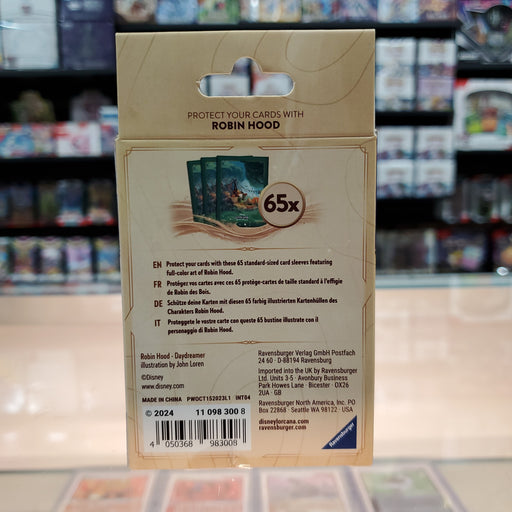 PROTECT YOUR CARDS WITH
ROBIN HOOD
65x
EN Protect your cards with these 65 standard-sized card sleeves featuring
full-color art of Robin Hood.
FR Protégez vos cartes avec ces 65 protège-cartes de taille standard à l'effigie
de Robin des Bois.
DE Schütze deine Karten mit diesen 65 farbig illustrierten Kartenhüllen des
Charakters Robin Hood.
IT Proteggete le vostre carte con queste 65 bustine illustrate con il
personaggio di Robin Hood.
Robin Hood - Daydreamer
illustration by John Loren
©Disney
www.disney.com
MADE IN CHINA PWOCT152023L1 INT04
© 2024 11 098 300 8
4 050368 983008
Ravensburger Verlag GmbH Postfach
24 60 · D-88194 Ravensburg
Imported into the UK by Ravensburger
Ltd. Units 3-5 · Avonbury Business
Park Howes Lane · Bicester · OX26
2UA · GB
Ravensburger North America, Inc. PO
Box 22868 · Seattle WA 98122 · USA
disneylorcana.com
ravensburger.com
Ravensburger